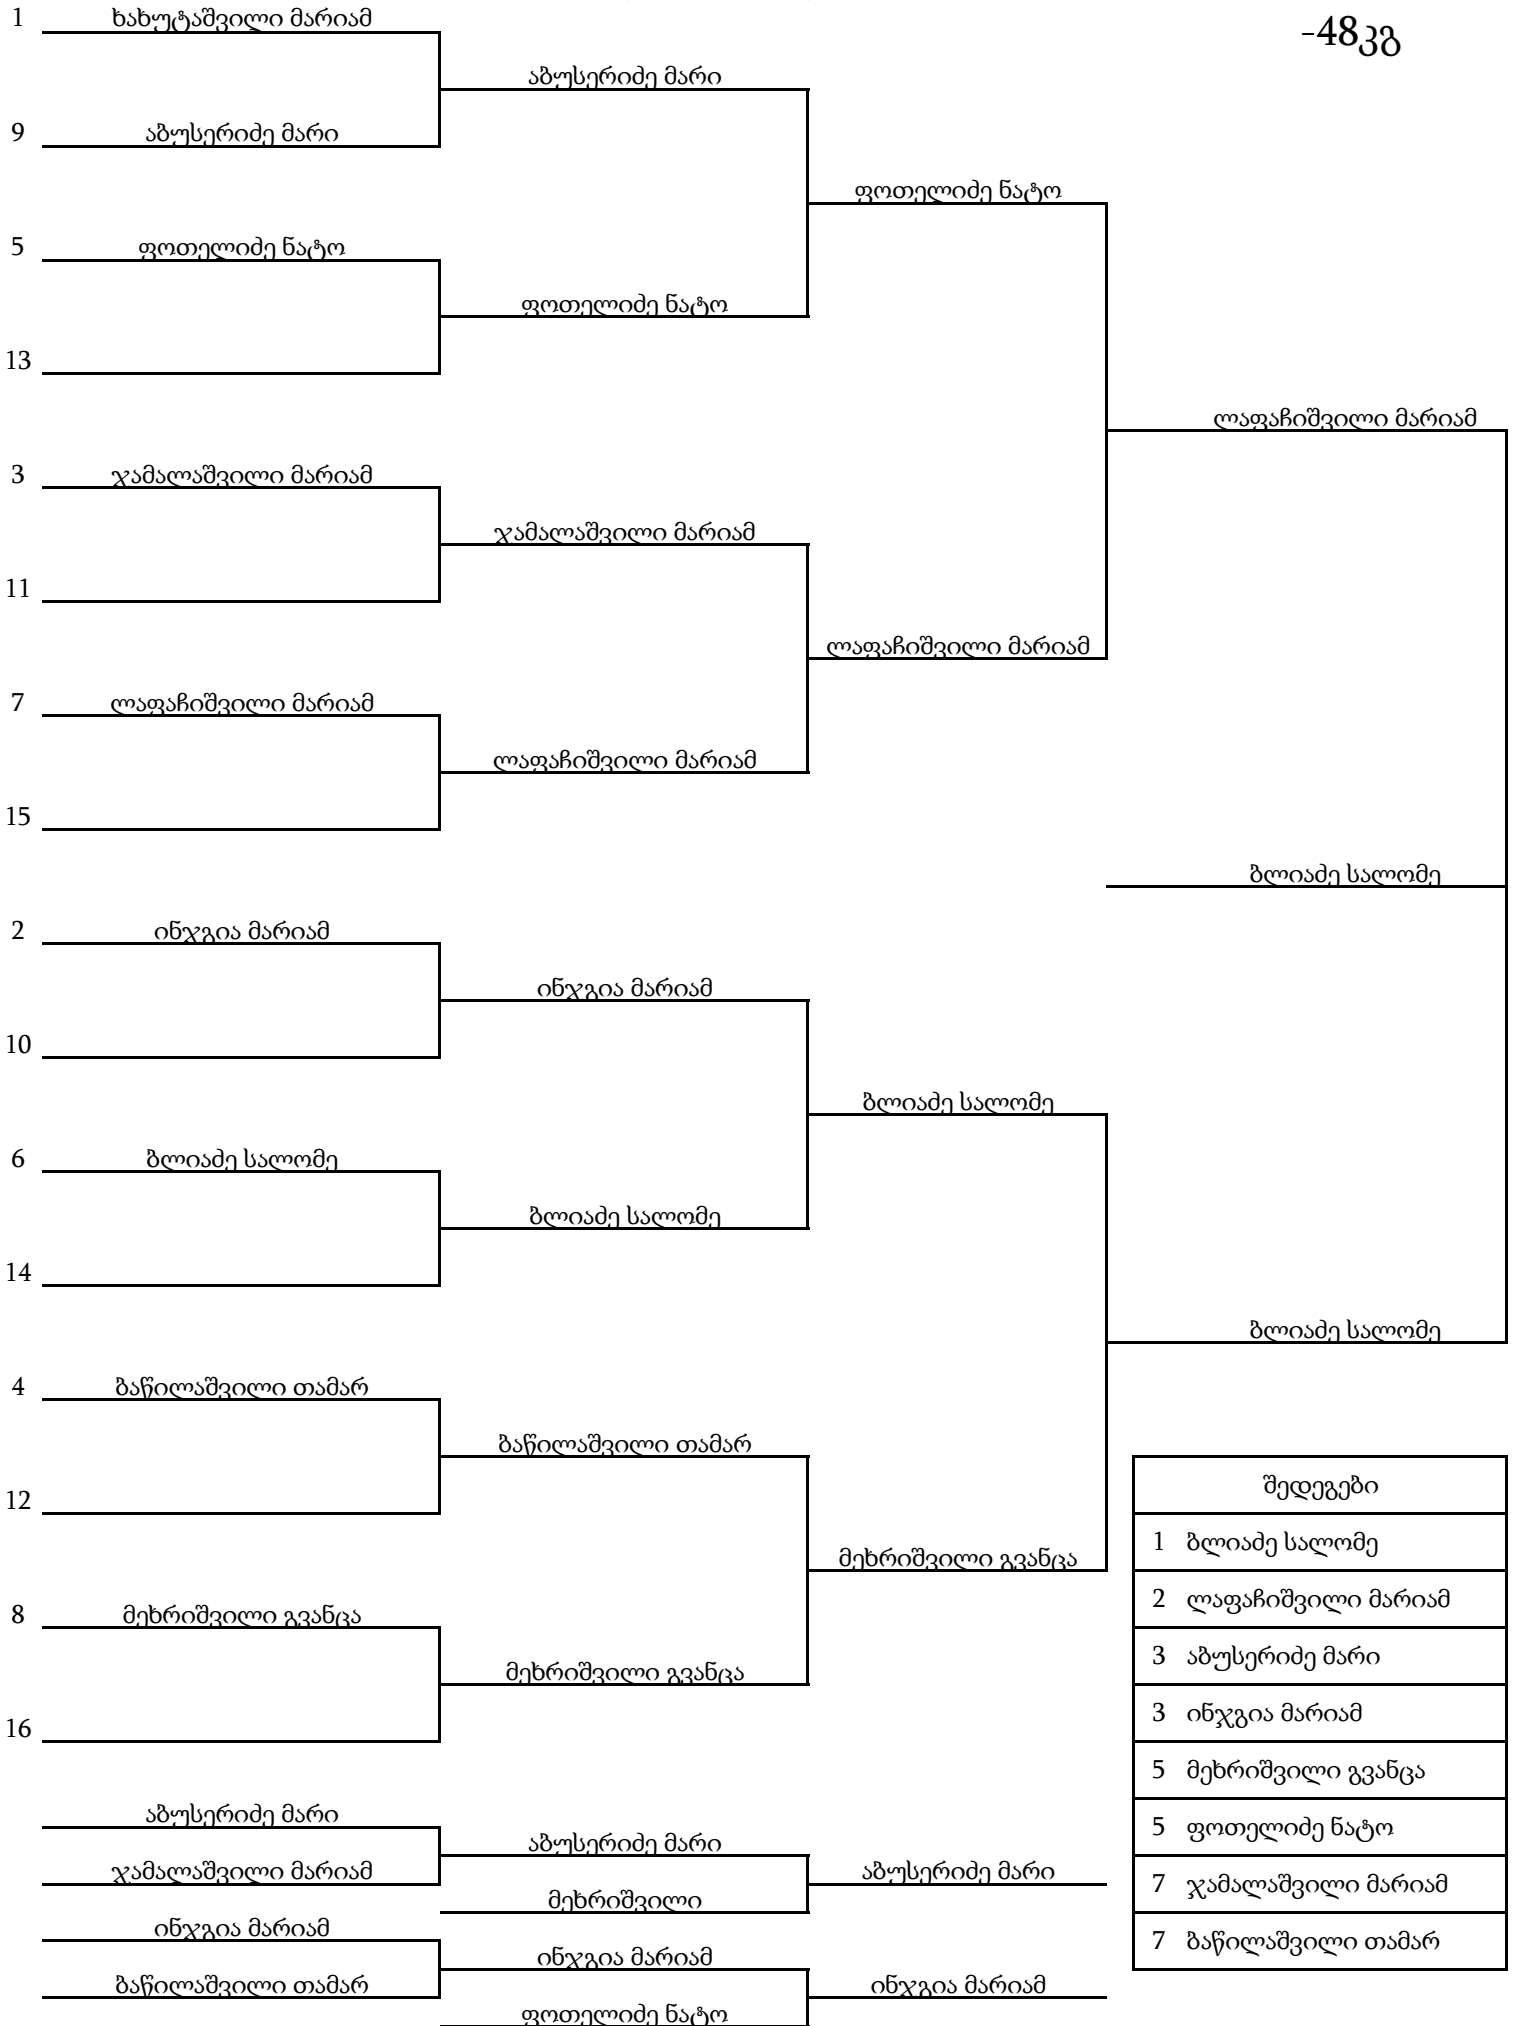 1 ხახუტაშვილი მარიამ
-48კგ
აბუსერიძე მარი
9 აბუსერიძე მარი
ფოთელიძე ნატო
5 ფოთელიძე ნატო
ფოთელიძე ნატო
13
ლაფაჩიშვილი მარიამ
3 ჯამალაშვილი მარიამ
ჯამალაშვილი მარიამ
11
ლაფაჩიშვილი მარიამ
7 ლაფაჩიშვილი მარიამ
ლაფაჩიშვილი მარიამ
15
ბლიაძე სალომე
2 ინჯგია მარიამ
ინჯგია მარიამ
10
ბლიაძე სალომე
6 ბლიაძე სალომე
ბლიაძე სალომე
14
ბლიაძე სალომე
4 ბაწილაშვილი თამარ
ბაწილაშვილი თამარ
12
მეხრიშვილი გვანცა
8 მეხრიშვილი გვანცა
მეხრიშვილი გვანცა
16
შედეგები
1 ბლიაძე სალომე
2 ლაფაჩიშვილი მარიამ
3 აბუსერიძე მარი
3 ინჯგია მარიამ
5 მეხრიშვილი გვანცა
5 ფოთელიძე ნატო
7 ჯამალაშვილი მარიამ
7 ბაწილაშვილი თამარ
აბუსერიძე მარი
აბუსერიძე მარი
ჯამალაშვილი მარიამ
აბუსერიძე მარი
მეხრიშვილი
ინჯგია მარიამ
ინჯგია მარიამ
ბაწილაშვილი თამარ
ინჯგია მარიამ
ფოთელიძე ნატო